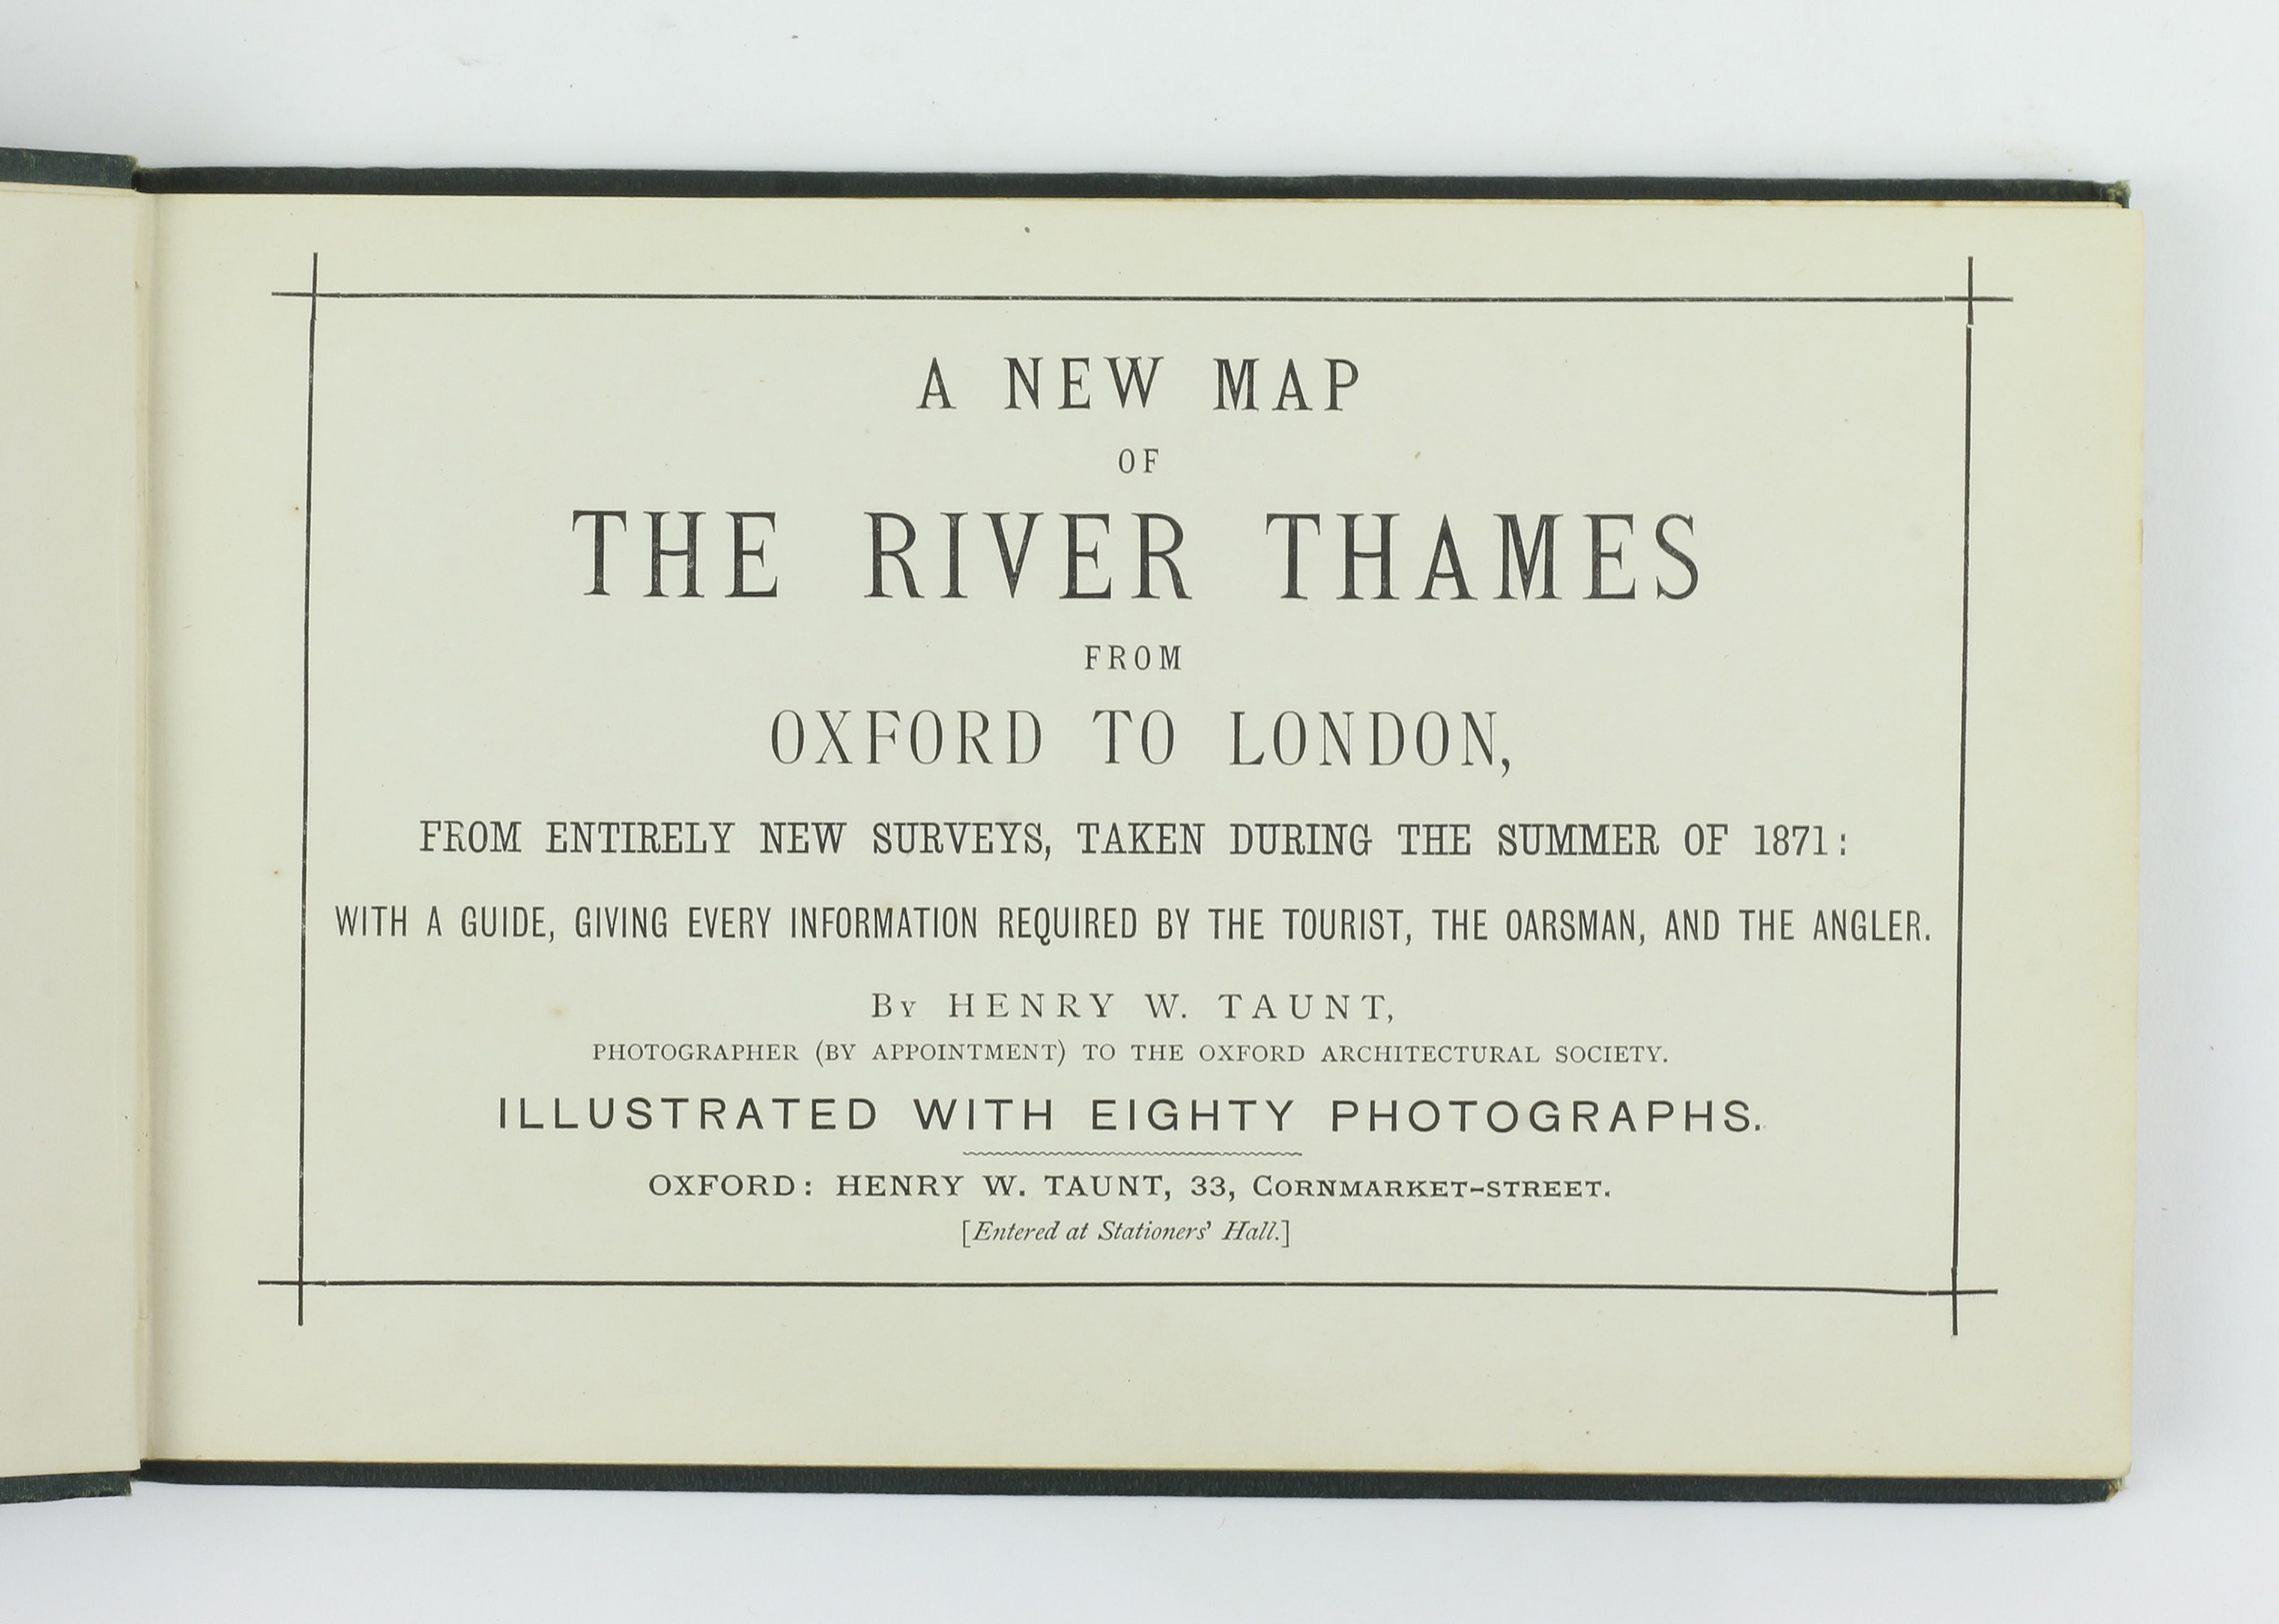 A NEW MAP
OF
THE RIVER THAMES
FROM
OXFORD TO LONDON,
FROM ENTIRELY NEW SURVEYS, TAKEN DURING THE SUMMER OF 1871:
WITH A GUIDE, GIVING EVERY INFORMATION REQUIRED BY THE TOURIST, THE OARSMAN, AND THE ANGLER.
By HENRY W. TAUNT,
PHOTOGRAPHER (BY APPOINTMENT) TO THE OXFORD ARCHITECTURAL SOCIETY.
ILLUSTRATED WITH EIGHTY PHOTOGRAPHS.
OXFORD: HENRY W. TAUNT, 33, CORNMARKET-STREET.
[Entered at Stationers' Hall.]